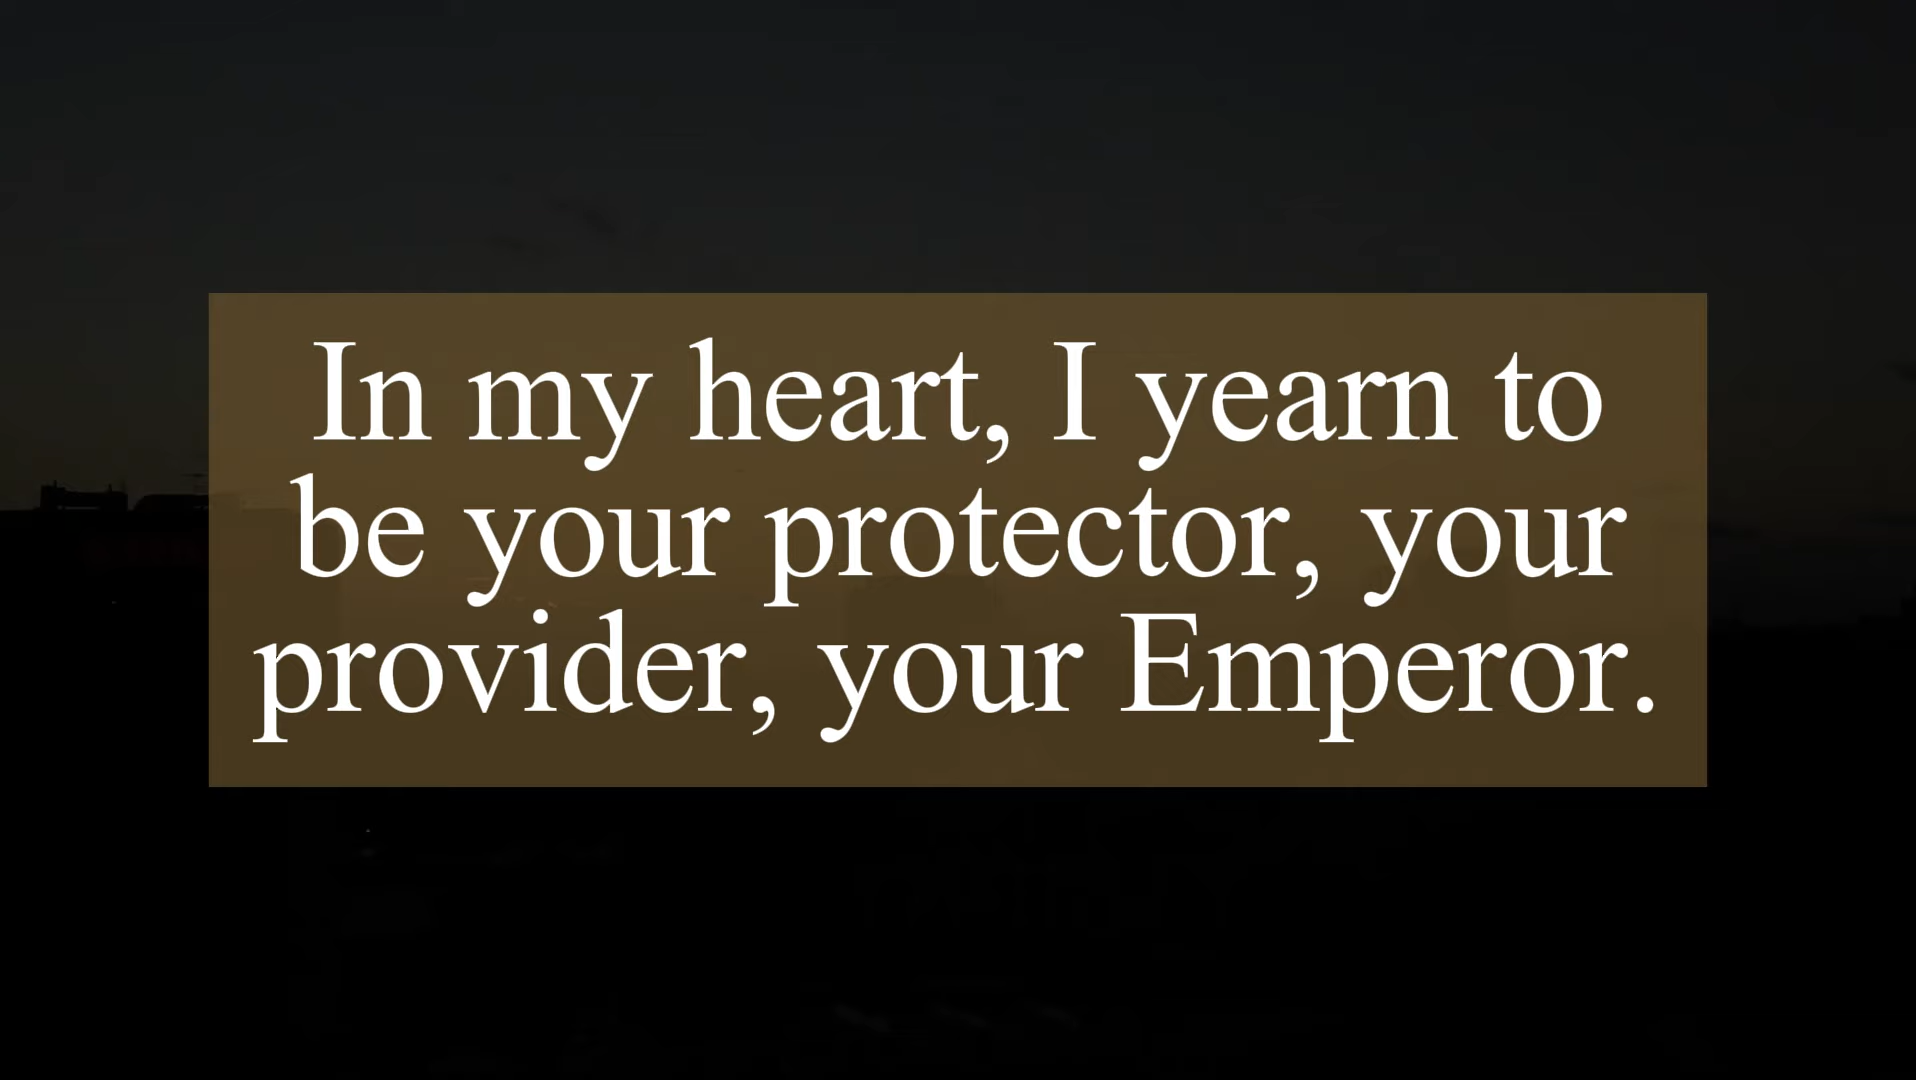 In my heart, I yearn to
be your protector, your
provider, your Emperor.